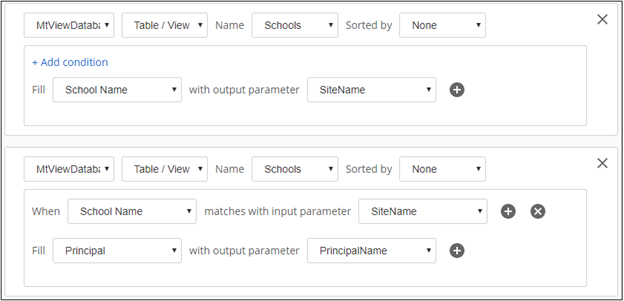 MtViewDataba Table / View Name Schools Sorted by None
+ Add condition
Fill School Name with output parameter SiteName
MtViewDataba Table / View Name Schools Sorted by None
When School Name matches with input parameter SiteName
Fill Principal with output parameter PrincipalName